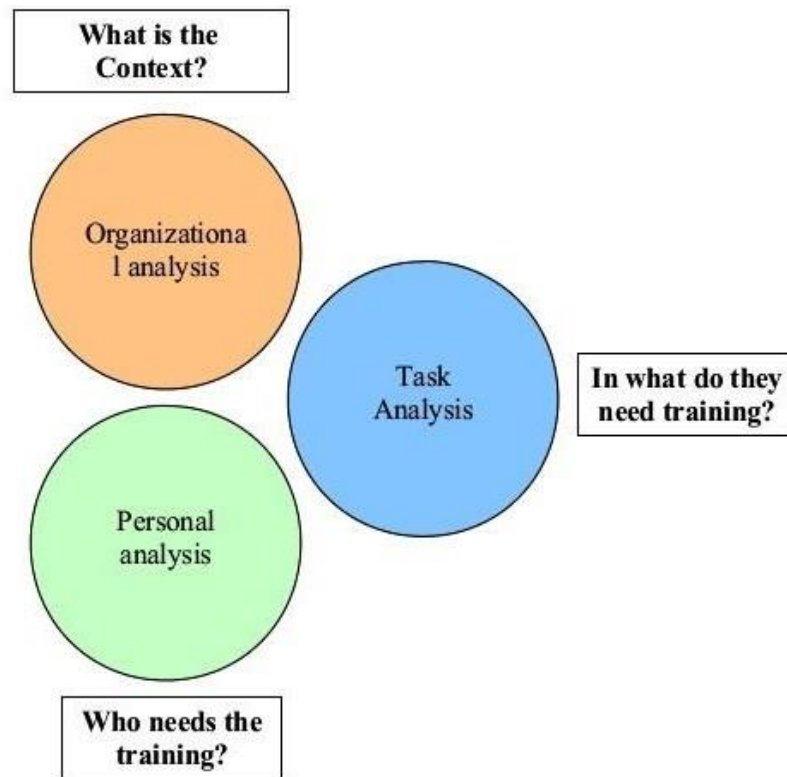 What is the
Context?
Organizationa
l analysis
Task
Analysis
In what do they
need training?
Personal
analysis
Who needs the
training?